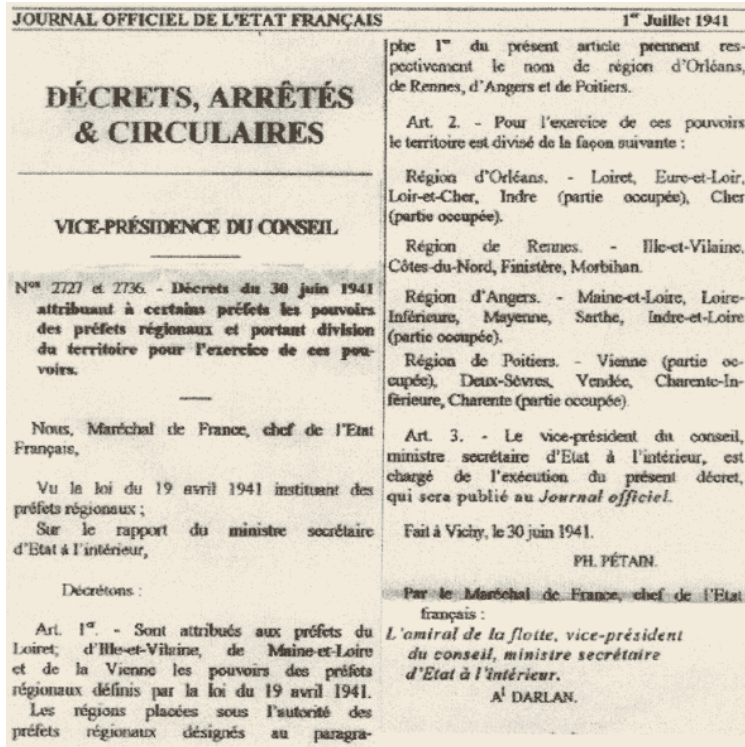 JOURNAL OFFICIEL DE L'ETAT FRANÇAIS
1er Juillet 1941
DÉCRETS, ARRÊTÉS
& CIRCULAIRES
VICE-PRÉSIDENCE DU CONSEIL
Nos 2727 et 2736. - Décrets du 30 juin 1941
attribuant à certains préfets les pouvoirs
des préfets régionaux et portant division
du territoire pour l'exercice de ces pou-
voirs.
Nous, Maréchal de France, chef de l'Etat
Français,
Vu la loi du 19 avril 1941 instituant des
préfets régionaux ;
Sur le rapport du ministre secrétaire
d'Etat à l'intérieur,
Décrétons :
Art. 1er. - Sont attribués aux préfets du
Loiret; d'Ille-et-Vilaine, de Maine-et-Loire
et de la Vienne les pouvoirs des préfets
régionaux définis par la loi du 19 avril 1941.
Les régions placées sous l'autorité des
préfets régionaux désignés au paragra-
phe 1er du présent article prennent res-
pectivement le nom de région d'Orléans,
de Rennes, d'Angers et de Poitiers.
Art. 2. - Pour l'exercice de ces pouvoirs
le territoire est divisé de la façon suivante :
Région d'Orléans. - Loiret, Eure-et-Loir,
Loir-et-Cher, Indre (partie occupée), Cher
(partie occupée).
Région de Rennes. - Ille-et-Vilaine,
Côtes-du-Nord, Finistère, Morbihan.
Région d'Angers. - Maine-et-Loire, Loire-
Inférieure, Mayenne, Sarthe, Indre-et-Loire
(partie occupée).
Région de Poitiers. - Vienne (partie oc-
cupée), Deux-Sèvres, Vendée, Charente-In-
férieure, Charente (partie occupée).
Art. 3. - Le vice-président du conseil,
ministre secrétaire d'Etat à l'intérieur, est
chargé de l'exécution du présent décret,
qui sera publié au Journal officiel.
Fait à Vichy, le 30 juin 1941.
PH. PÉTAIN.
Par le Maréchal de France, chef de l'Etat
français :
L'amiral de la flotte, vice-président
du conseil, ministre secrétaire
d'Etat à l'intérieur.
Al DARLAN.